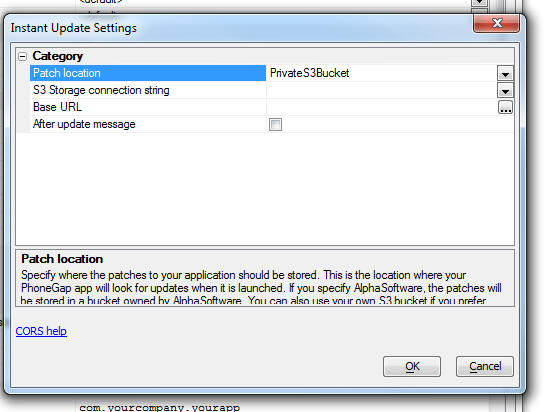 <default>
Instant Update Settings
Category
Patch location PrivateS3Bucket
S3 Storage connection string
Base URL ...
After update message
Patch location
Specify where the patches to your application should be stored. This is the location where your
PhoneGap app will look for updates when it is launched. If you specify AlphaSoftware, the patches will
be stored in a bucket owned by AlphaSoftware. You can also use your own S3 bucket if you prefer
CORS help
OK Cancel
com.yourcompany.yourapp